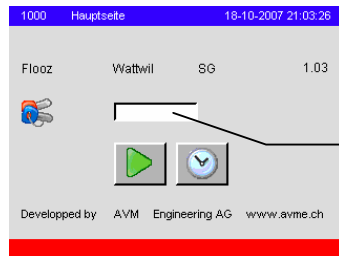 1000 Hauptseite 18-10-2007 21:03:26
Flooz Wattwil SG 1.03
Developped by AVM Engineering AG www.avme.ch